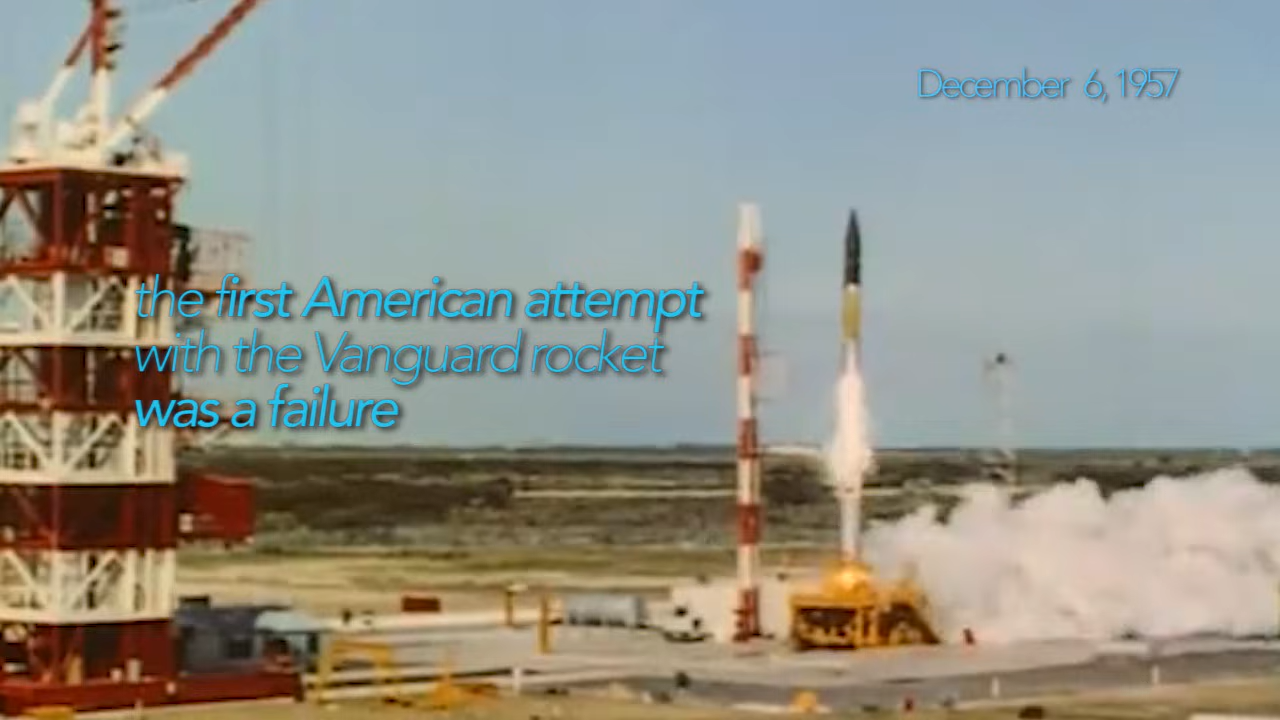 December 6, 1957
the first American attempt
with the Vanguard rocket
was a failure